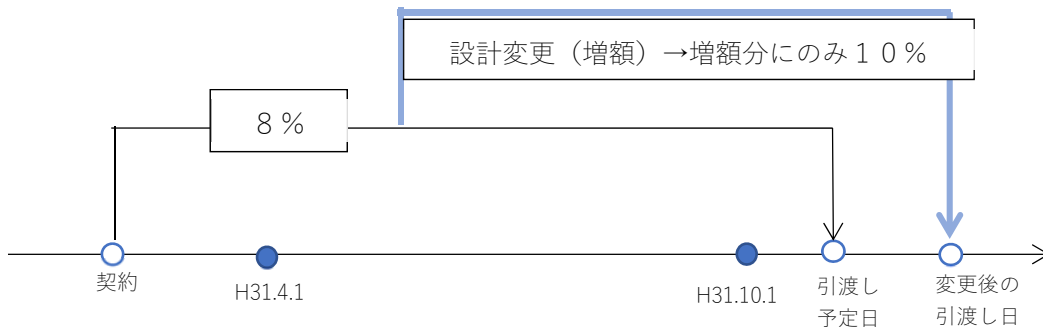 設計変更（増額）→増額分にのみ１０％
８％
契約
H31.4.1
H31.10.1
引渡し
予定日
変更後の
引渡し日